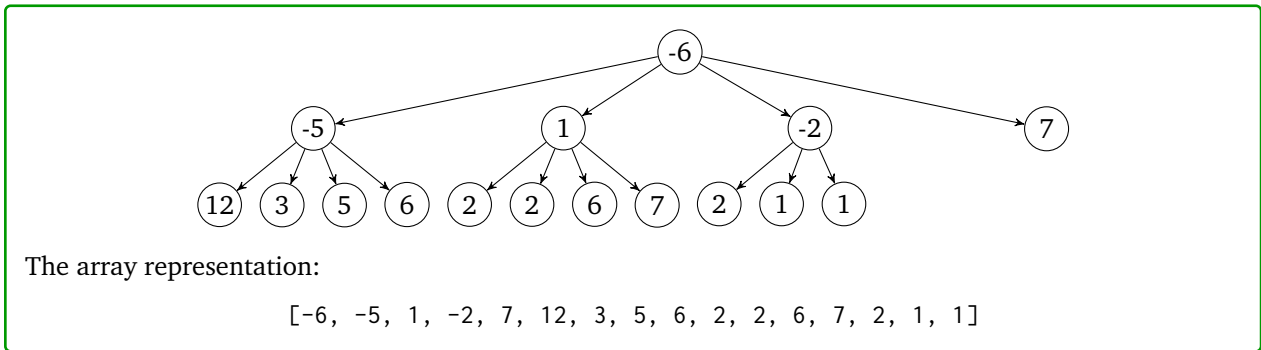 -6
-5 1 -2 7
12 3 5 6 2 2 6 7 2 1 1
The array representation:
[-6, -5, 1, -2, 7, 12, 3, 5, 6, 2, 2, 6, 7, 2, 1, 1]